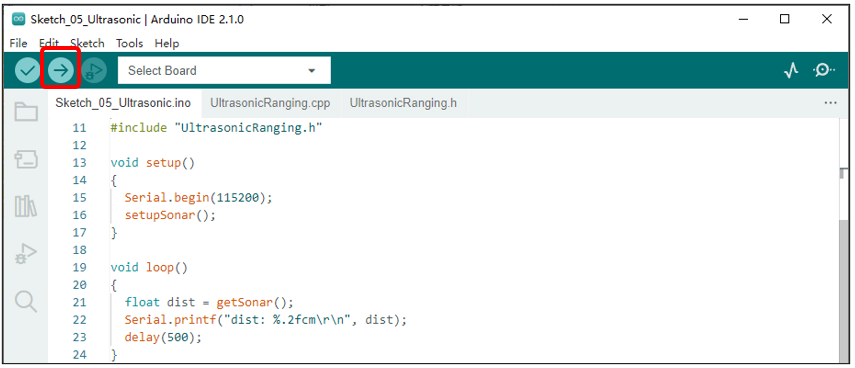 Sketch_05_Ultrasonic | Arduino IDE 2.1.0
File Edit Sketch Tools Help
Select Board
Sketch_05_Ultrasonic.ino UltrasonicRanging.cpp UltrasonicRanging.h
11 #include "UltrasonicRanging.h"
12
13 void setup()
14 {
15 Serial.begin(115200);
16 setupSonar();
17 }
18
19 void loop()
20 {
21 float dist = getSonar();
22 Serial.printf("dist: %.2fcm\r\n", dist);
23 delay(500);
24 }